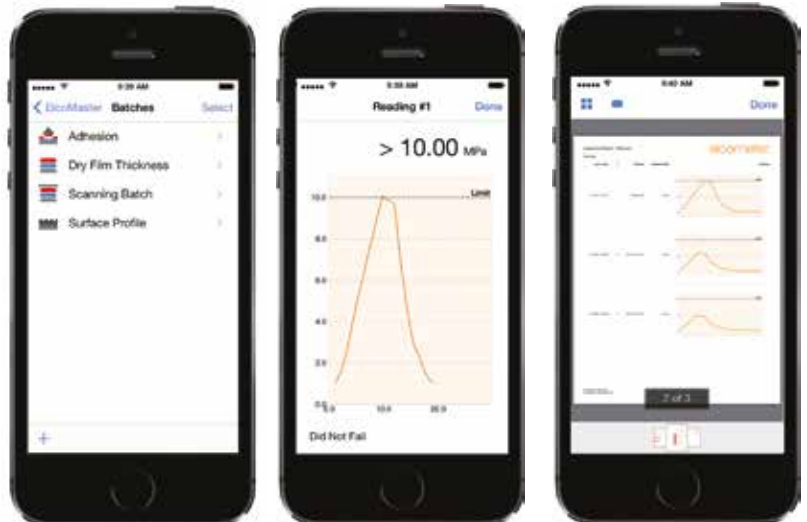 9:39 AM
ElcoMaster Batches Select
Adhesion
Dry Film Thickness
Scanning Batch
Surface Profile
+
9:39 AM
Reading #1 Done
> 10.00 MPa
Limit
10.0
8.0
6.0
4.0
2.0
0.0
0.0 10.0 20.0
Did Not Fail
9:40 AM
Done
elcometer
2 of 3